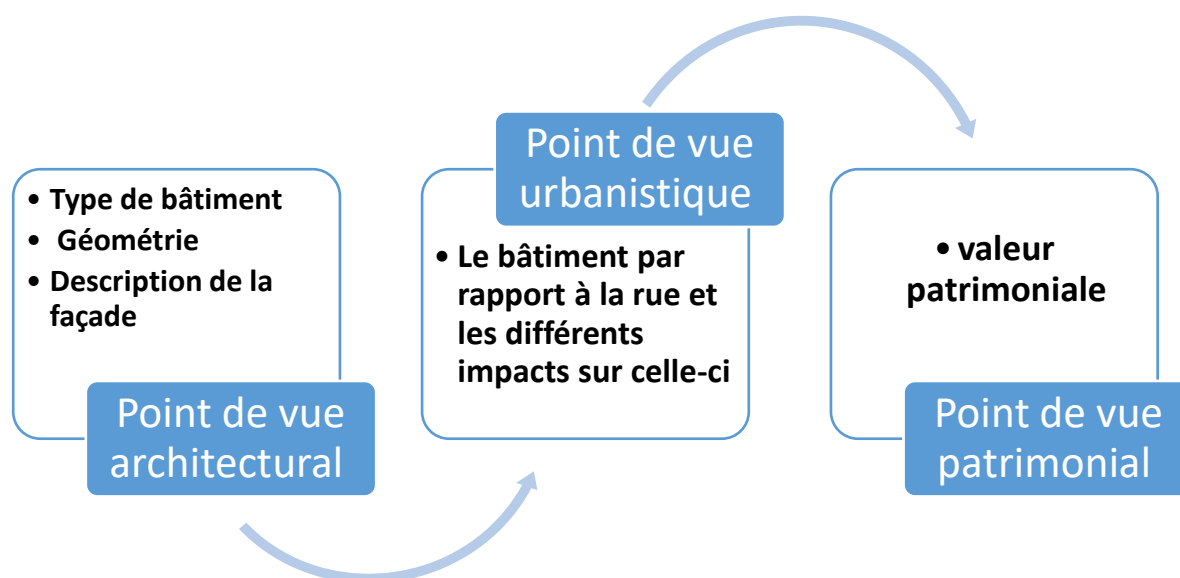 • Type de bâtiment
• Géométrie
• Description de la
façade
Point de vue
architectural
Point de vue
urbanistique
• Le bâtiment par
rapport à la rue et
les différents
impacts sur celle-ci
• valeur
patrimoniale
Point de vue
patrimonial